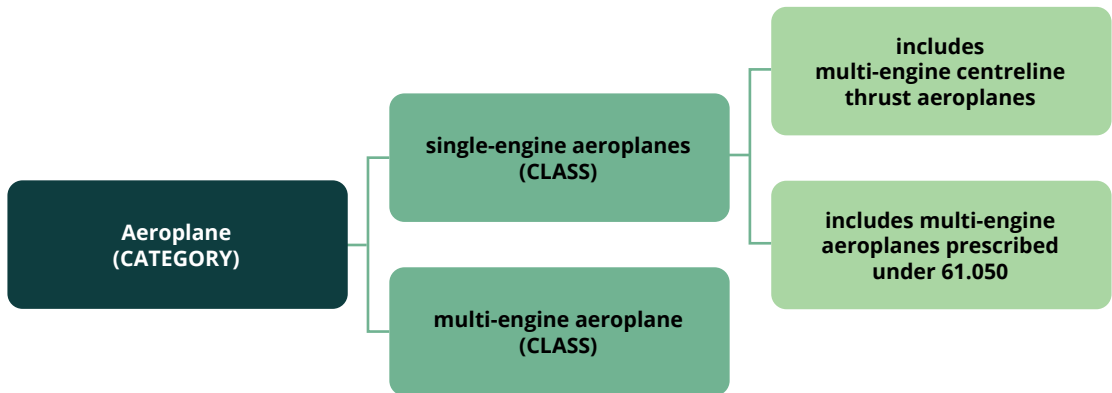 Aeroplane
(CATEGORY)
single-engine aeroplanes
(CLASS)
multi-engine aeroplane
(CLASS)
includes
multi-engine centreline
thrust aeroplanes
includes multi-engine
aeroplanes prescribed
under 61.050